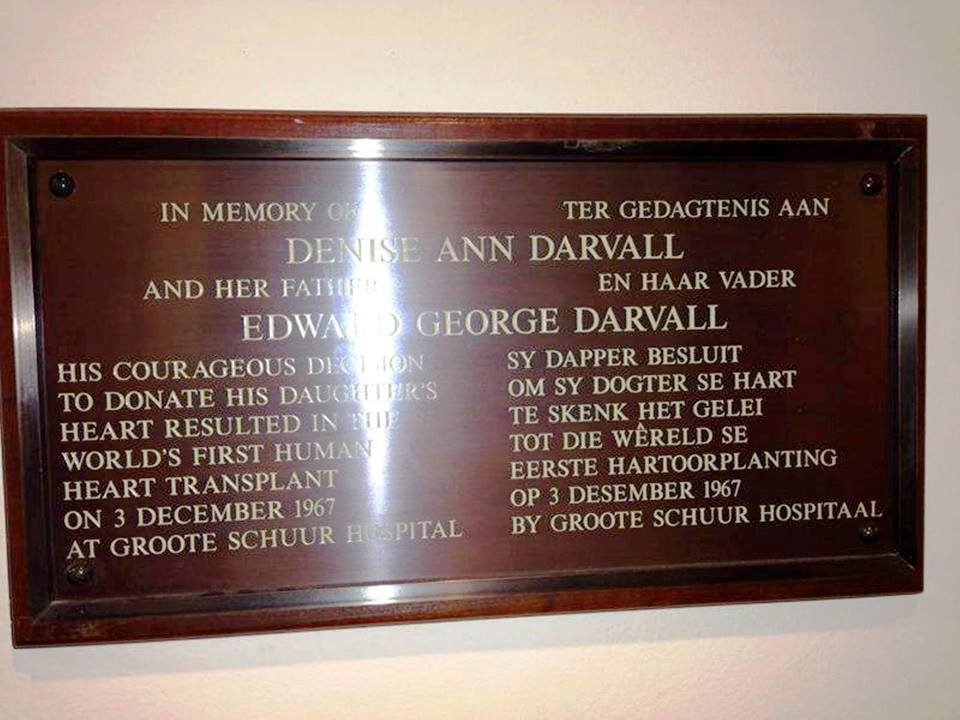 IN MEMORY OF
TER GEDAGTENIS AAN
DENISE ANN DARVALL
AND HER FATHER
EN HAAR VADER
EDWARD GEORGE DARVALL
HIS COURAGEOUS DECISION
TO DONATE HIS DAUGHTER'S
HEART RESULTED IN THE
WORLD'S FIRST HUMAN
HEART TRANSPLANT
ON 3 DECEMBER 1967
AT GROOTE SCHUUR HOSPITAL
SY DAPPER BESLUIT
OM SY DOGTER SE HART
TE SKENK HET GELEI
TOT DIE WÊRELD SE
EERSTE HARTOORPLANTING
OP 3 DESEMBER 1967
BY GROOTE SCHUUR HOSPITAAL